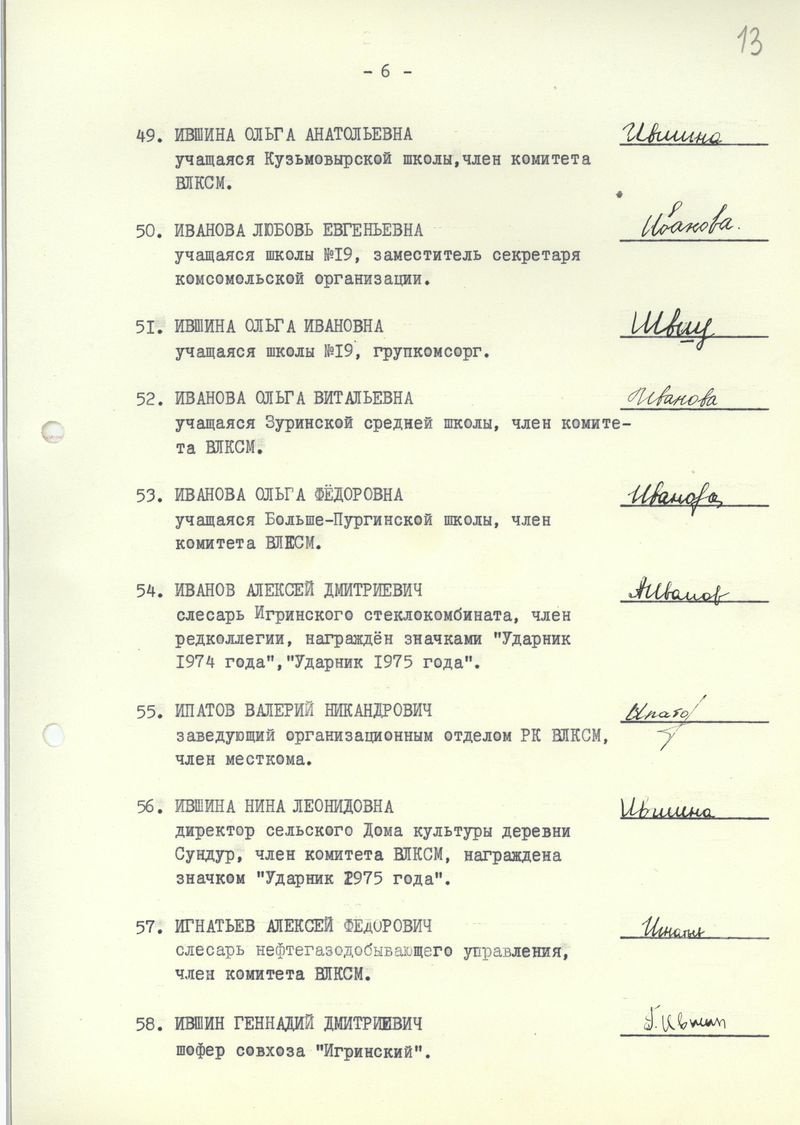 13
- 6 -
49. ИВШИНА ОЛЬГА АНАТОЛЬЕВНА Ившина
учащаяся Кузьмовырской школы,член комитета
ВЛКСМ.
50. ИВАНОВА ЛЮБОВЬ ЕВГЕНЬЕВНА Иванова.
учащаяся школы №19, заместитель секретаря
комсомольской организации.
51. ИВШИНА ОЛЬГА ИВАНОВНА
учащаяся школы №19, групкомсорг.
52. ИВАНОВА ОЛЬГА ВИТАЛЬЕВНА Иванова
учащаяся Зуринской средней школы, член комите-
та ВЛКСМ.
53. ИВАНОВА ОЛЬГА ФЁДОРОВНА Иванова
учащаяся Больше-Пургинской школы, член
комитета ВЛКСМ.
54. ИВАНОВ АЛЕКСЕЙ ДМИТРИЕВИЧ АИванов
слесарь Игринского стеклокомбината, член
редколлегии, награждён значками "Ударник
1974 года","Ударник 1975 года".
55. ИПАТОВ ВАЛЕРИЙ НИКАНДРОВИЧ Ипатов
заведующий организационным отделом РК ВЛКСМ,
член месткома.
56. ИВШИНА НИНА ЛЕОНИДОВНА Ившина
директор сельского Дома культуры деревни
Сундур, член комитета ВЛКСМ, награждена
значком "Ударник 1975 года".
57. ИГНАТЬЕВ АЛЕКСЕЙ ФЕДОРОВИЧ
слесарь нефтегазодобывающего управления,
член комитета ВЛКСМ.
58. ИВШИН ГЕННАДИЙ ДМИТРИЕВИЧ Г.Ившин
шофер совхоза "Игринский".